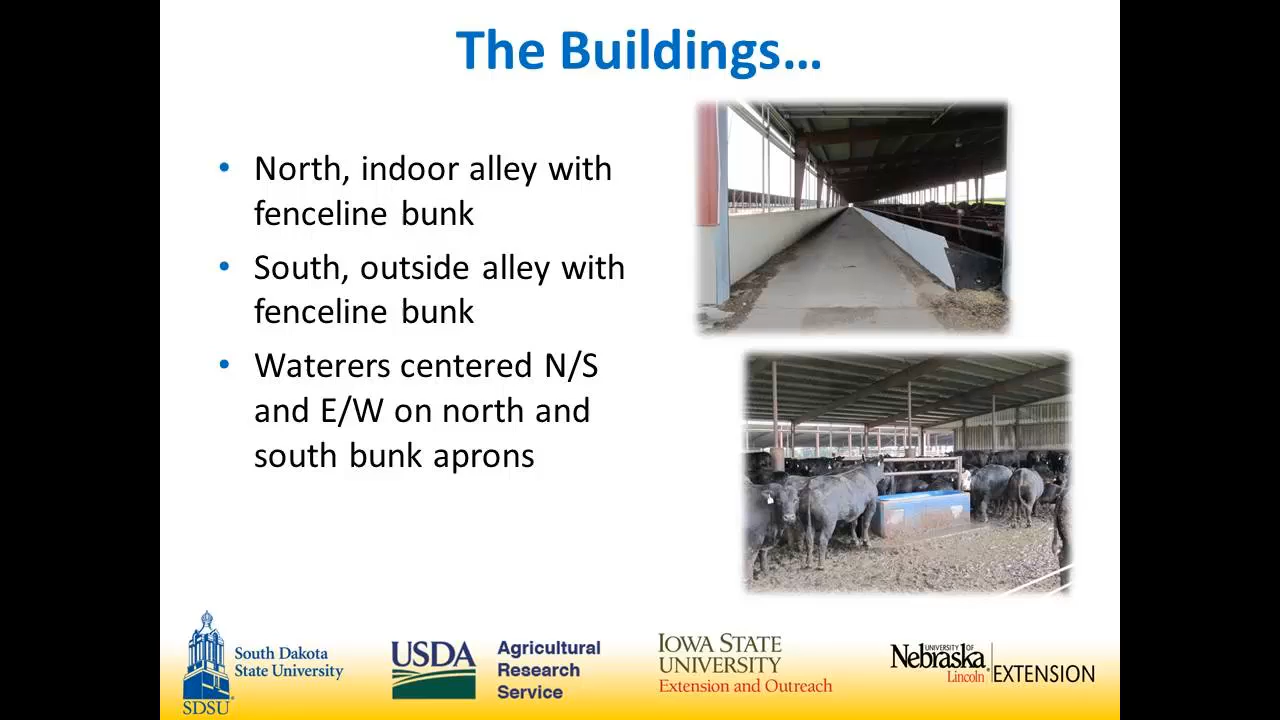 The Buildings…
• North, indoor alley with
fenceline bunk
• South, outside alley with
fenceline bunk
• Waterers centered N/S
and E/W on north and
south bunk aprons
SDSU
South Dakota
State University
USDA
Agricultural
Research
Service
IOWA STATE
UNIVERSITY
Extension and Outreach
UNIVERSITY OF
Nebraska
Lincoln
EXTENSION